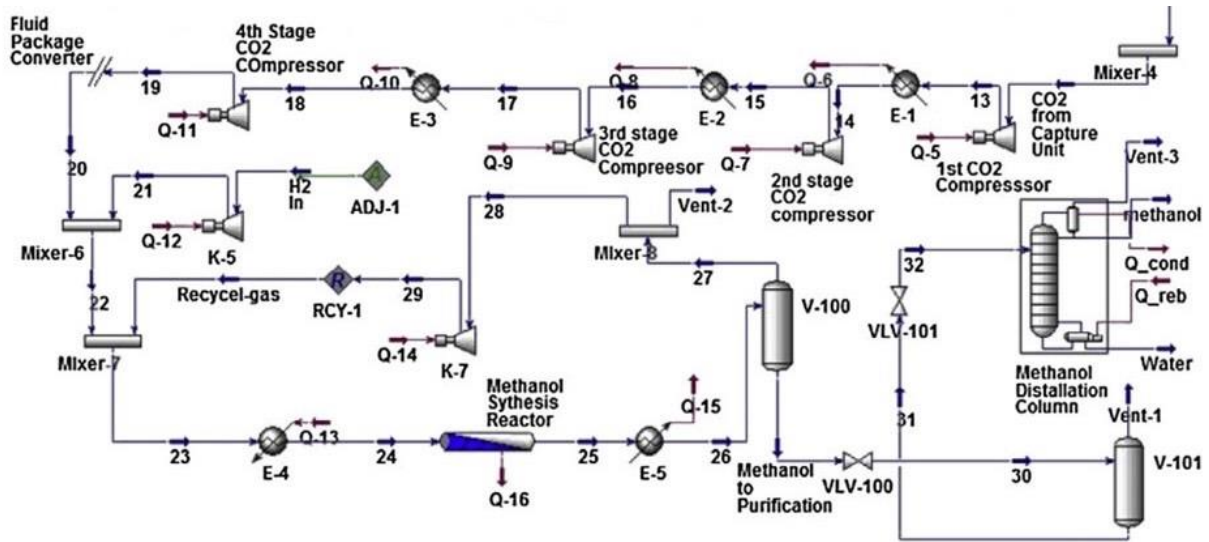 Fluid
Package
Converter
4th Stage
CO2
COmpressor
19
Q-11
18
Q-10
E-3
17
Q-9
3rd stage
CO2
Compreesor
16
Q-8
E-2
15
Q-7
2nd stage
CO2
compressor
14
Q-6
E-1
13
Q-5
1st CO2
Compresssor
CO2
from
Capture
Unit
Mixer-4
20
21
H2
In
A
ADJ-1
Q-12
K-5
Mixer-6
22
Recycel-gas
R
RCY-1
29
28
Q-14
K-7
MIxer-7
Vent-2
MIxer-8
27
V-100
23
Q-13
E-4
24
Methanol
Sythesis
Reactor
Q-16
25
E-5
Q-15
26
Methanol
to
Purification
VLV-100
30
31
VLV-101
32
Vent-3
methanol
Q_cond
Q_reb
Water
Methanol
Distallation
Column
Vent-1
V-101